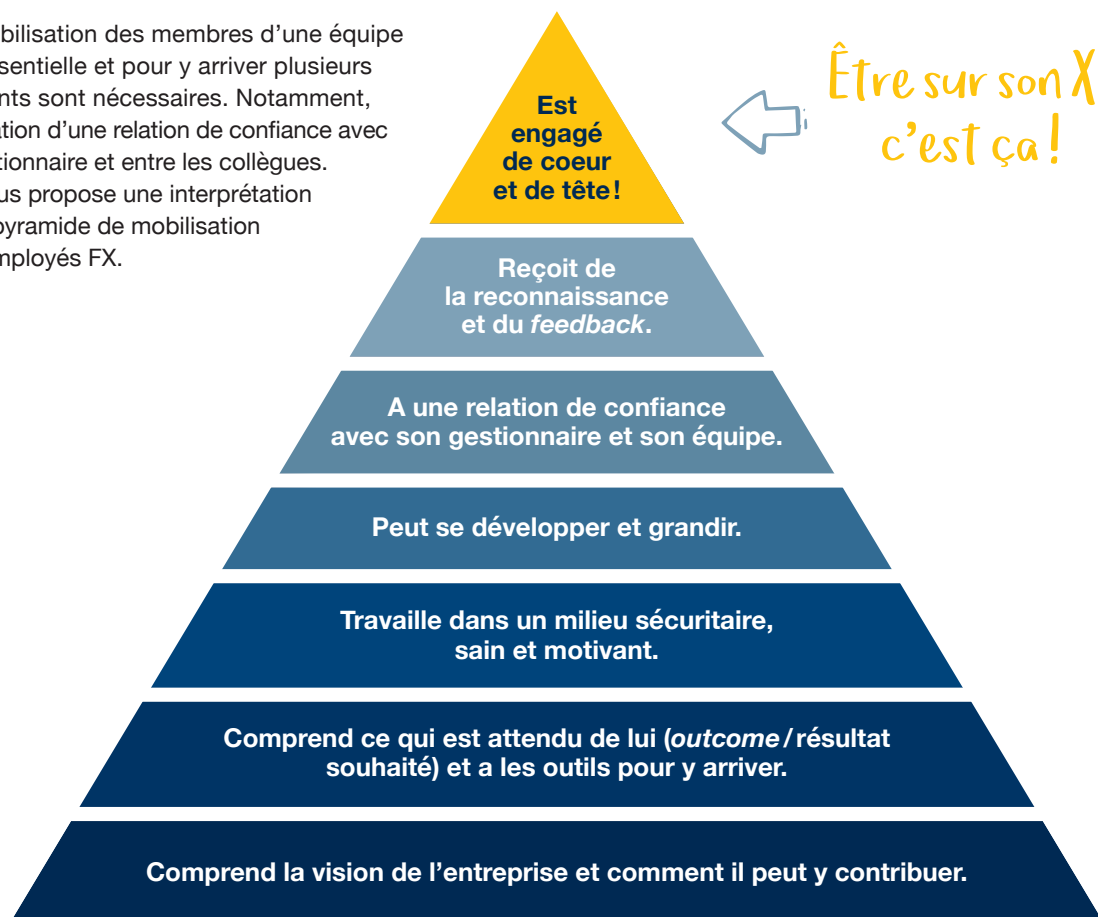 bilisation des membres d’une équipe
sentielle et pour y arriver plusieurs
nts sont nécessaires. Notamment,
ation d’une relation de confiance avec
tionnaire et entre les collègues.
us propose une interprétation
pyramide de mobilisation
mployés FX.
Être sur son X
c’est ça !
Est
engagé
de coeur
et de tête !
Reçoit de
la reconnaissance
et du feedback.
A une relation de confiance
avec son gestionnaire et son équipe.
Peut se développer et grandir.
Travaille dans un milieu sécuritaire,
sain et motivant.
Comprend ce qui est attendu de lui (outcome / résultat
souhaité) et a les outils pour y arriver.
Comprend la vision de l’entreprise et comment il peut y contribuer.